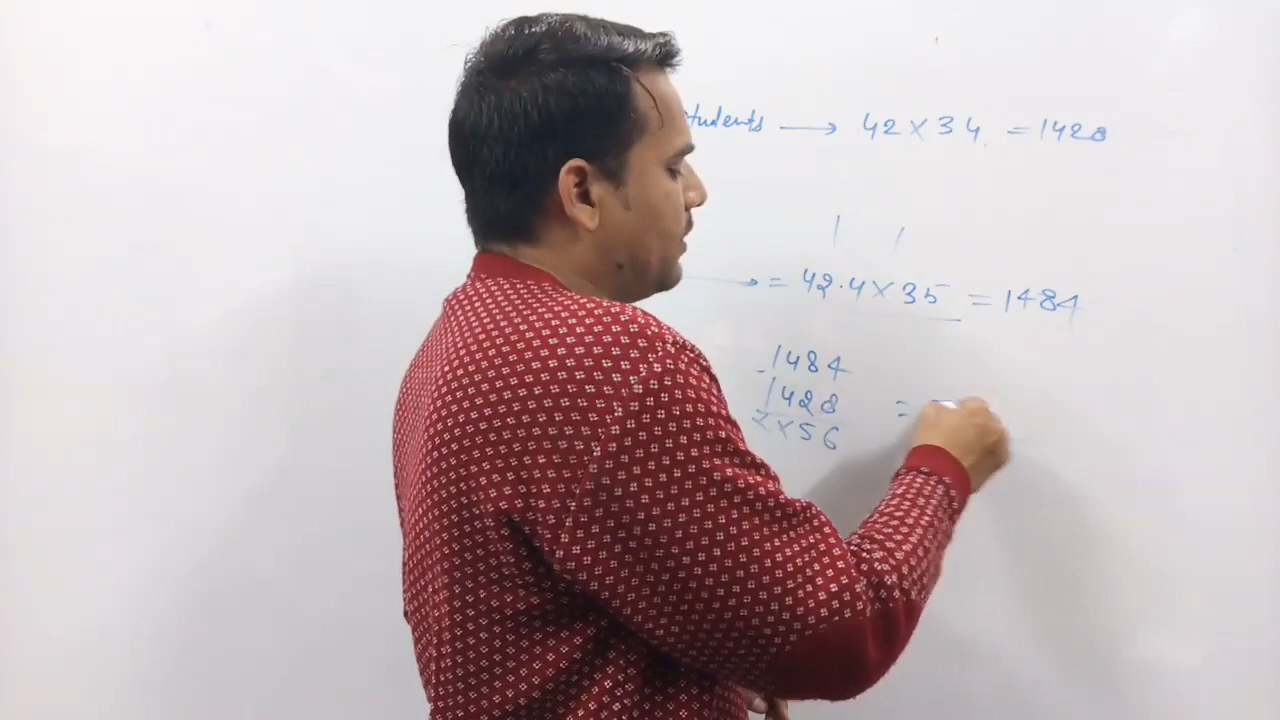 tudents → 42 × 34 = 1428
= 42.4 × 35 = 1484
- 1484
1428
× × 56 =